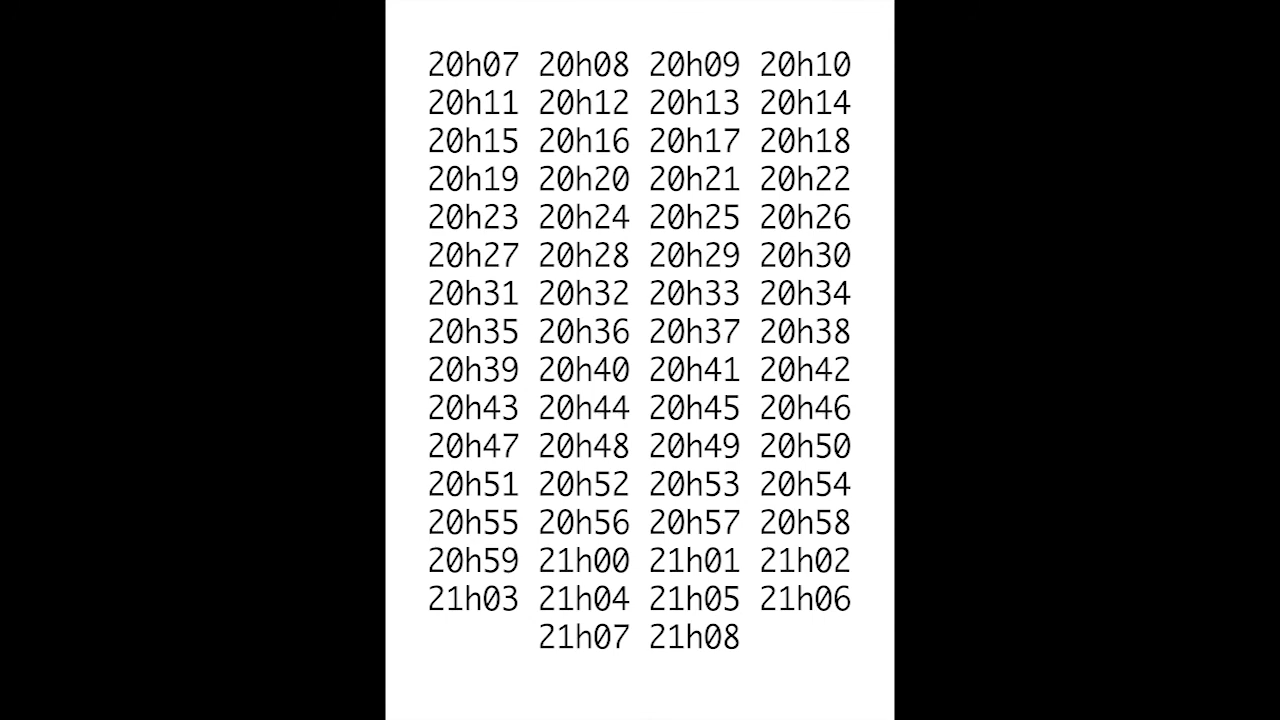 20h07 20h08 20h09 20h10
20h11 20h12 20h13 20h14
20h15 20h16 20h17 20h18
20h19 20h20 20h21 20h22
20h23 20h24 20h25 20h26
20h27 20h28 20h29 20h30
20h31 20h32 20h33 20h34
20h35 20h36 20h37 20h38
20h39 20h40 20h41 20h42
20h43 20h44 20h45 20h46
20h47 20h48 20h49 20h50
20h51 20h52 20h53 20h54
20h55 20h56 20h57 20h58
20h59 21h00 21h01 21h02
21h03 21h04 21h05 21h06
21h07 21h08